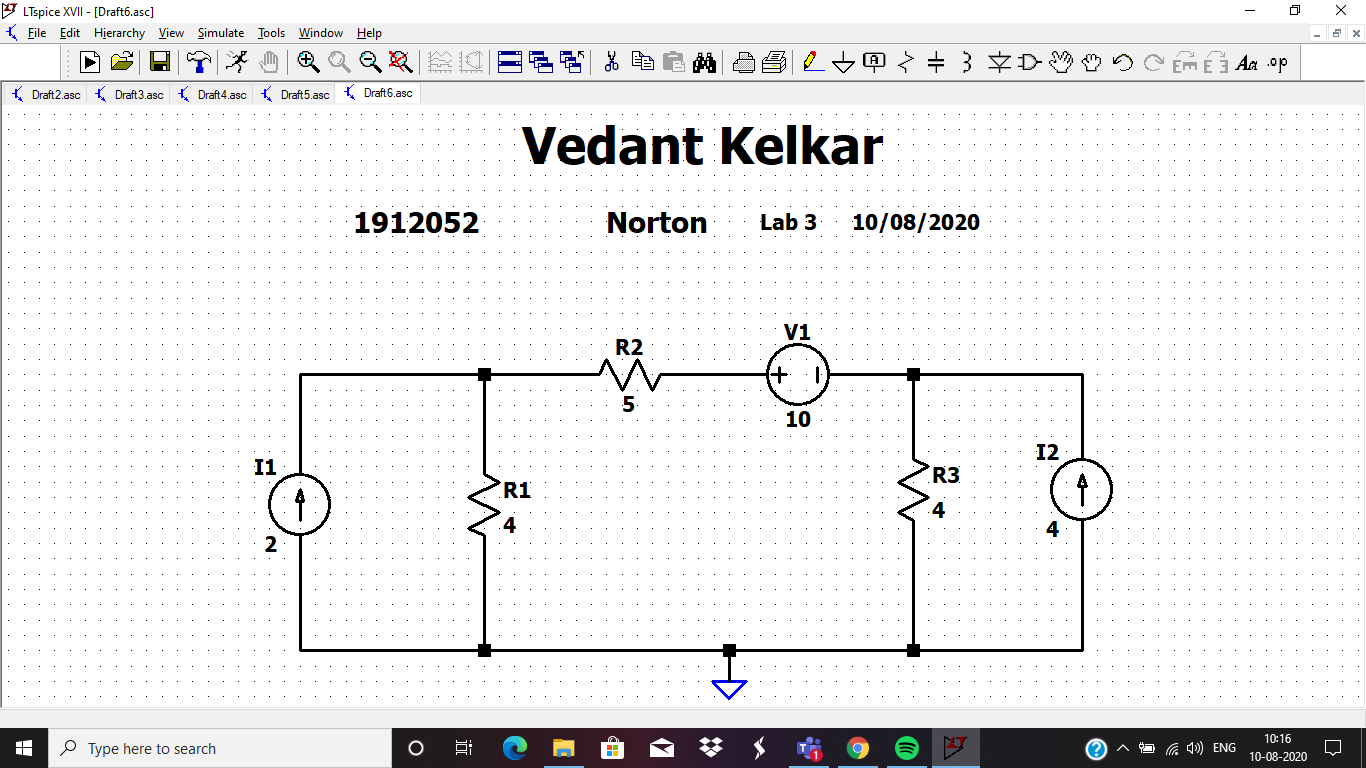 LTspice XVII - [Draft6.asc]
File Edit Hierarchy View Simulate Tools Window Help
Draft2.asc Draft3.asc Draft4.asc Draft5.asc Draft6.asc
Vedant Kelkar
1912052 Norton Lab 3 10/08/2020
V1
R2
5
10
I1
R1
4
2
R3
4
I2
4
Type here to search
1
ENG
10:16
10-08-2020